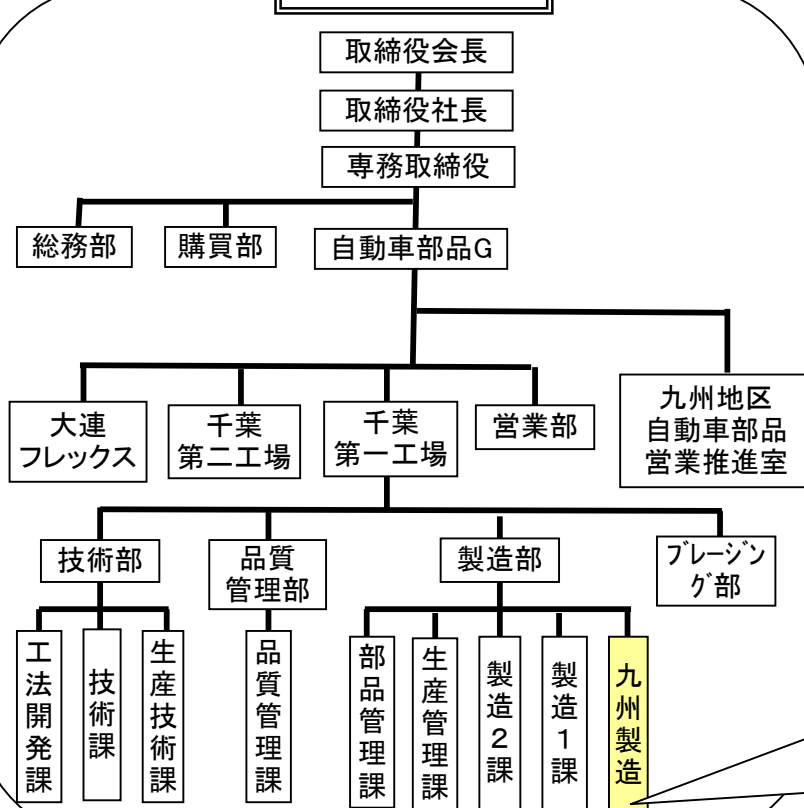 取締役会長
取締役社長
専務取締役
総務部
購買部
自動車部品G
大連
フレックス
千葉
第二工場
千葉
第一工場
営業部
九州地区
自動車部品
営業推進室
技術部
品質
管理部
製造部
ﾌﾞﾚｰｼﾞﾝ
ｸﾞ部
工法開発課
技術課
生産技術課
品質管理課
部品管理課
生産管理課
製造２課
製造１課
九州製造